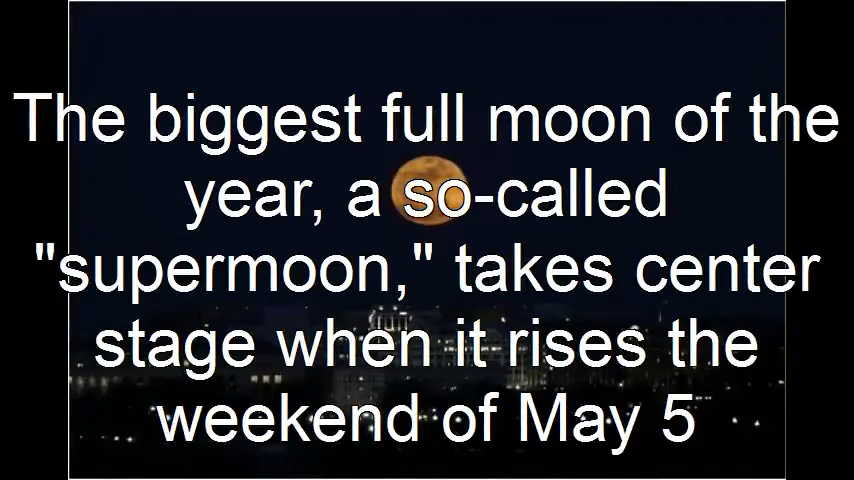 The biggest full moon of the
year, a so-called
"supermoon," takes center
stage when it rises the
weekend of May 5